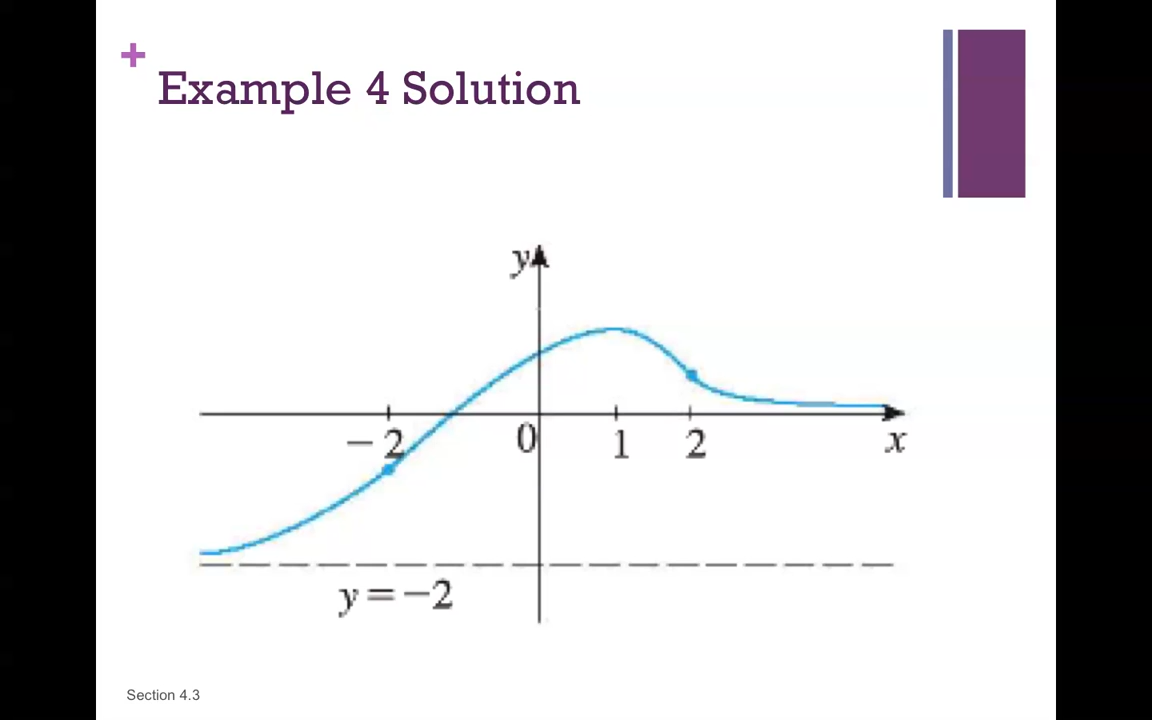 +
Example 4 Solution
y
−2 0 1 2 x
y=−2
Section 4.3